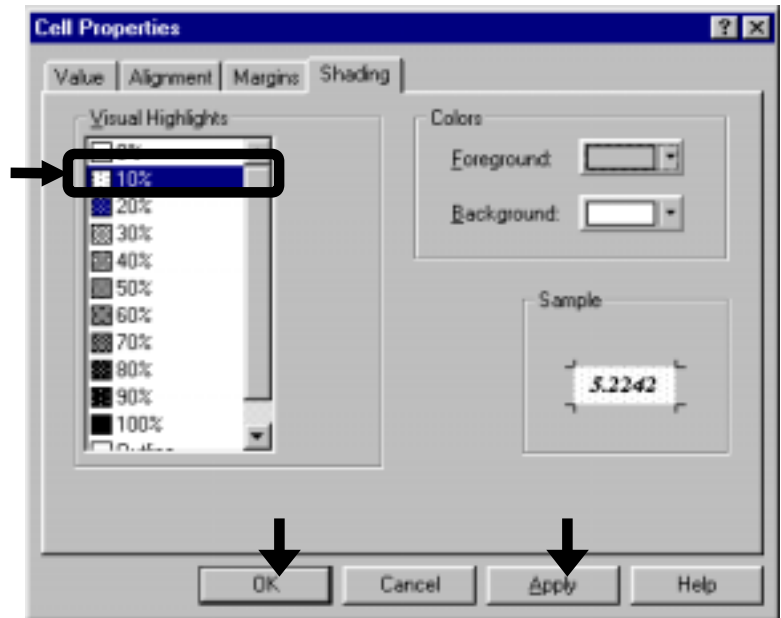 Cell Properties
Value Alignment Margins Shading
Visual Highlights
10%
20%
30%
40%
50%
60%
70%
80%
90%
100%
Colors
Foreground:
Background:
Sample
5.2242
OK Cancel Apply Help